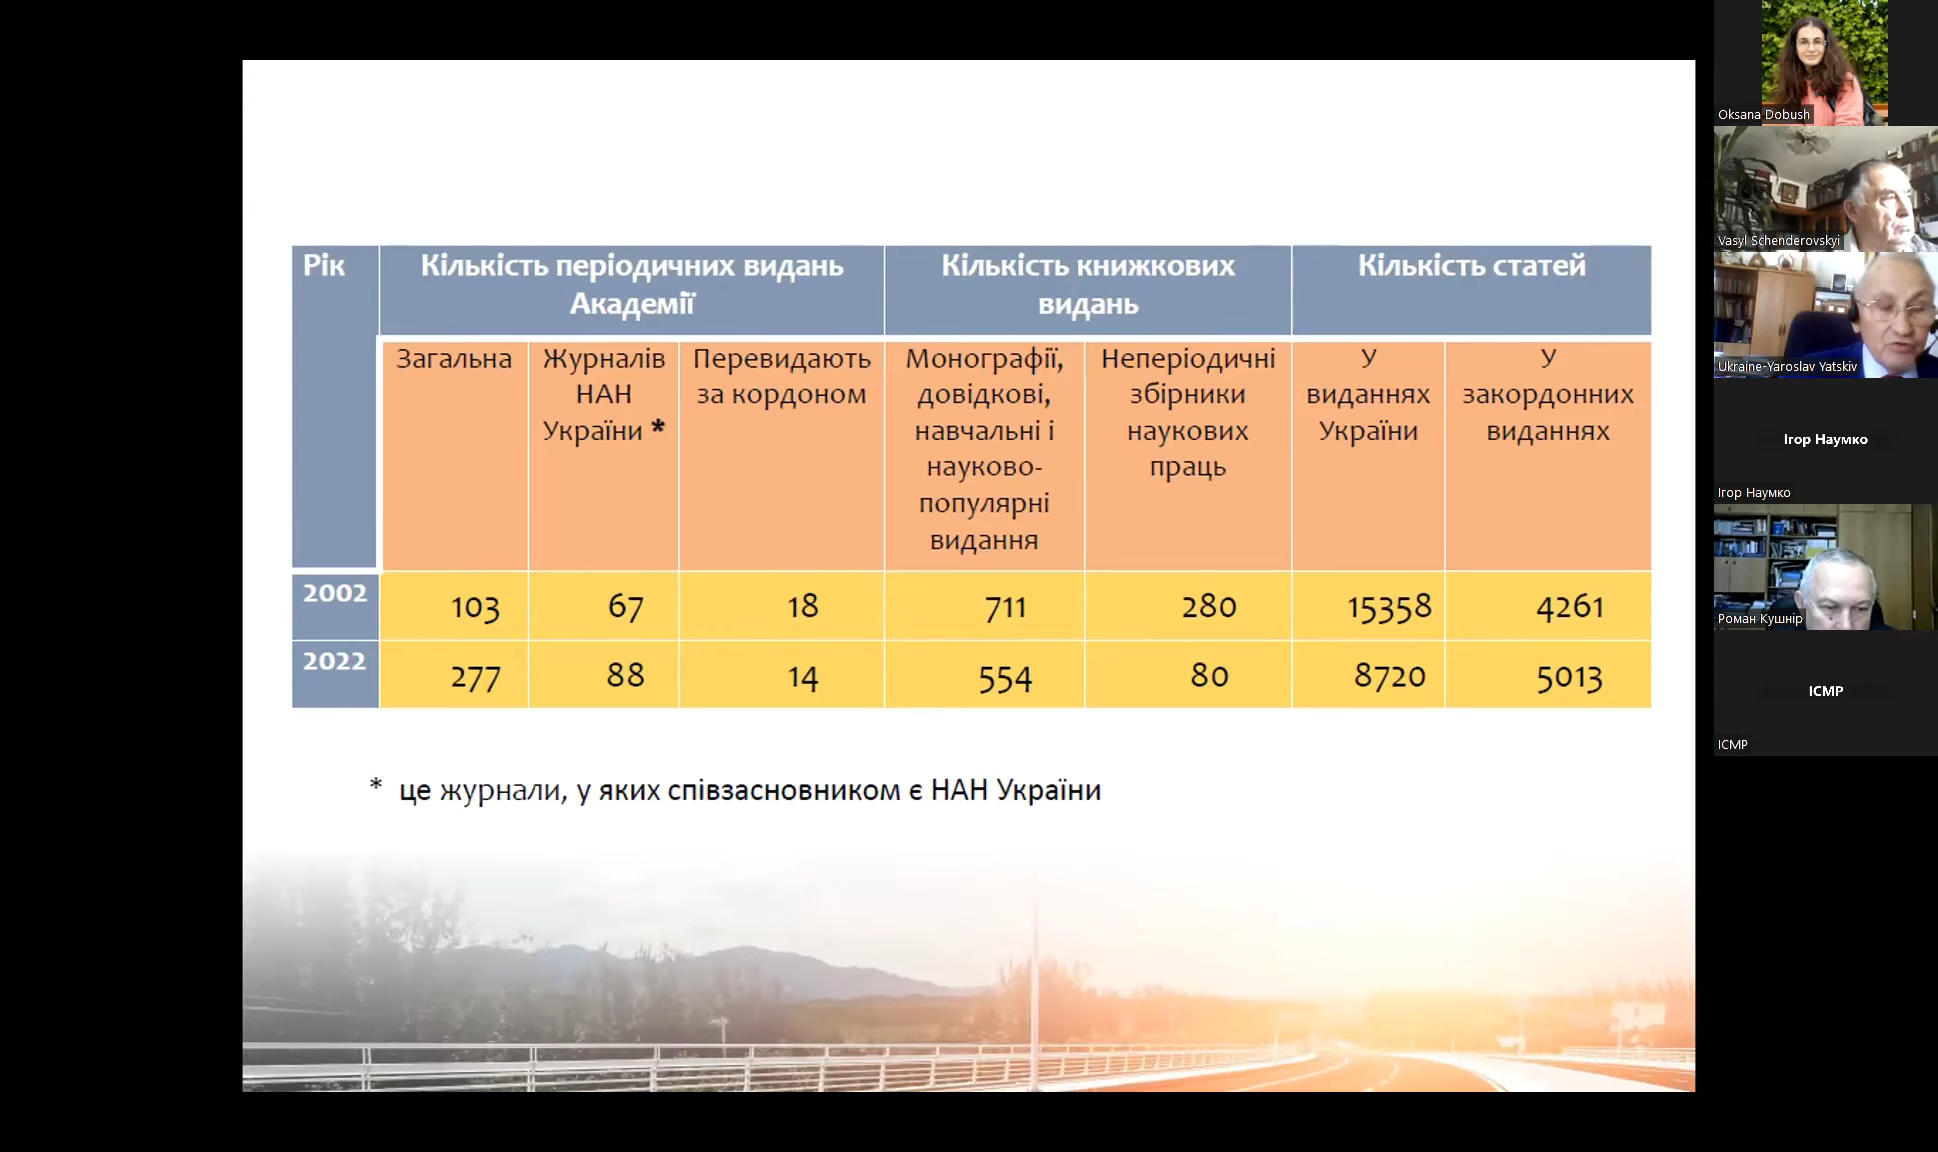 Рік
Кількість періодичних видань
Академії
Кількість книжкових
видань
Кількість статей
Загальна
Журналів
НАН
України *
Перевидають
за кордоном
Монографії,
довідкові,
навчальні і
науково-
популярні
видання
Неперіодичні
збірники
наукових
праць
У
виданнях
України
У
закордонних
виданнях
2002 103 67 18 711 280 15358 4261
2022 277 88 14 554 80 8720 5013
* це журнали, у яких співзасновником є НАН України
Oksana Dobush
Vasyl Schenderovskyi
Ukraine-Yaroslav Yatskiv
Ігор Наумко
Ігор Наумко
Роман Кушнір
ICMP
ICMP